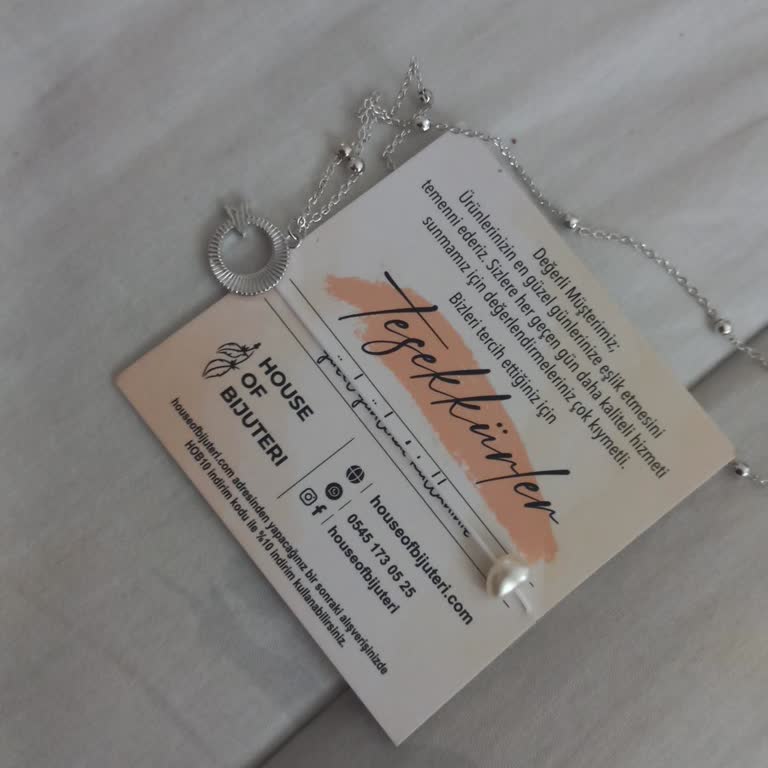 Değerli Müşterimiz;
Ürünlerinizin en güzel günlerinize eşlik etmesini
temenni ederiz. Sizlere her geçen gün daha kaliteli hizmeti
sunmamız için değerlendirmeleriniz çok kıymetli.
Bizleri tercih ettiğiniz için
Teşekkürler
HOUSE
OF
BIJUTERI
houseofbijuteri.com
0545 173 05 25
houseofbijuteri
houseofbijuteri.com adresinden yapacağınız bir sonraki alışverişinizde
HOB10 indirim kodu ile %10 indirim kullanabilirsiniz.